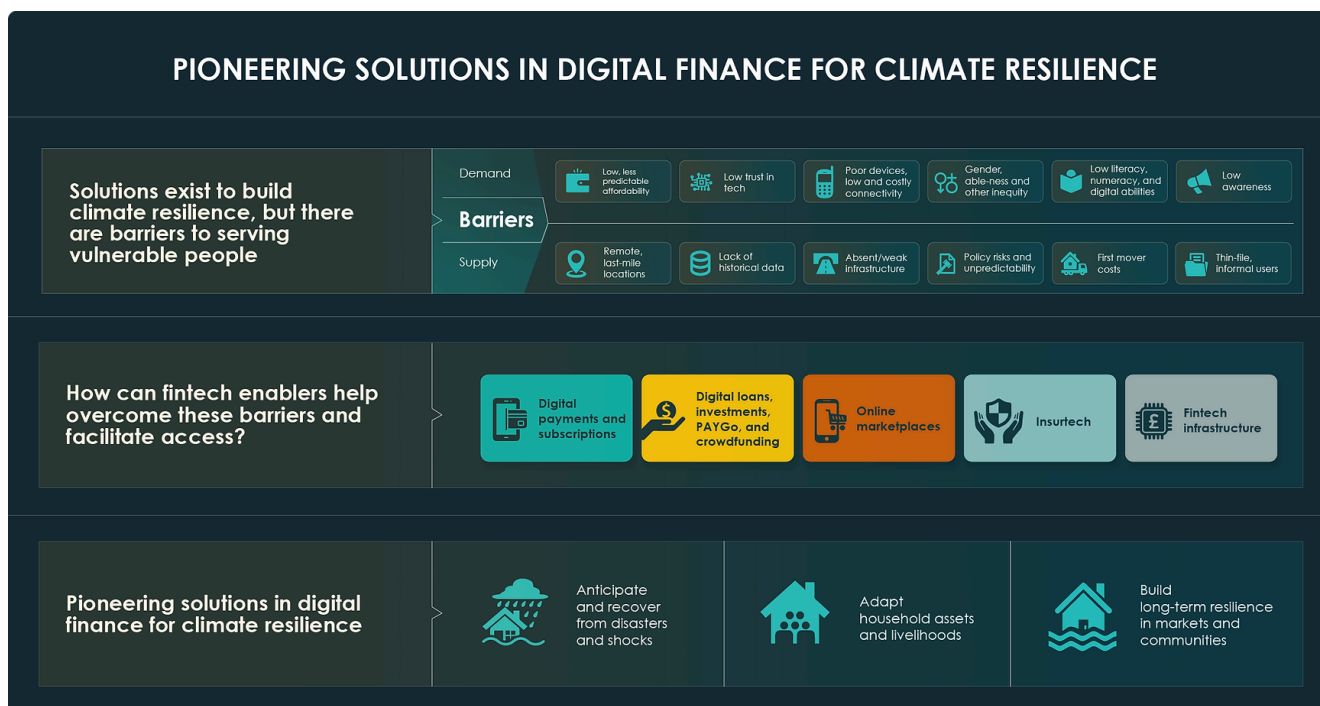 PIONEERING SOLUTIONS IN DIGITAL FINANCE FOR CLIMATE RESILIENCE
Solutions exist to build
climate resilience, but there
are barriers to serving
vulnerable people
Demand
Barriers
Supply
Low, less
predictable
affordability
Low trust in
tech
Poor devices,
low and costly
connectivity
Gender,
able-ness and
other inequity
Low literacy,
numeracy, and
digital abilities
Low
awareness
Remote,
last-mile
locations
Lack of
historical data
Absent/weak
infrastructure
Policy risks and
unpredictability
First mover
costs
Thin-file,
informal users
How can fintech enablers help
overcome these barriers and
facilitate access?
Digital
payments and
subscriptions
$
Digital loans,
investments,
PAYGo, and
crowdfunding
Online
marketplaces
Insurtech
£
Fintech
infrastructure
Pioneering solutions in digital
finance for climate resilience
Anticipate
and recover
from disasters
and shocks
Adapt
household assets
and livelihoods
Build
long-term resilience
in markets and
communities